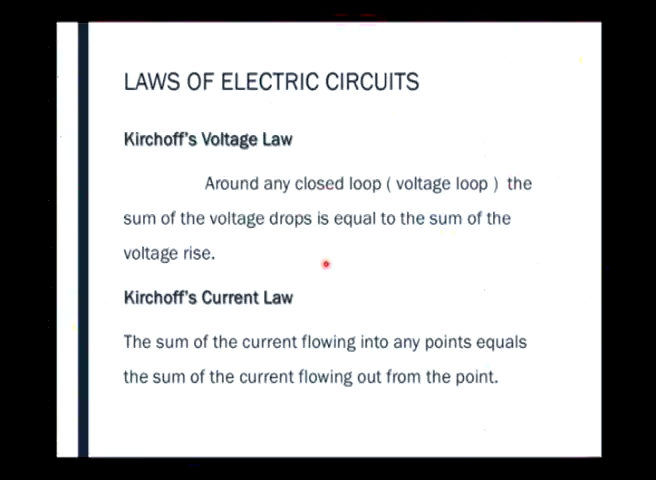 LAWS OF ELECTRIC CIRCUITS
Kirchoff's Voltage Law
Around any closed loop ( voltage loop ) the
sum of the voltage drops is equal to the sum of the
voltage rise.
Kirchoff's Current Law
The sum of the current flowing into any points equals
the sum of the current flowing out from the point.